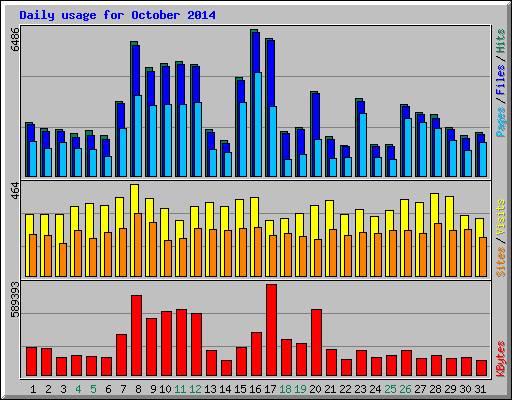 Daily usage for October 2014
6486
Pages / Files / Hits
464
Sites / Visits
589393
KBytes
1 2 3 4 5 6 7 8 9 10 11 12 13 14 15 16 17 18 19 20 21 22 23 24 25 26 27 28 29 30 31